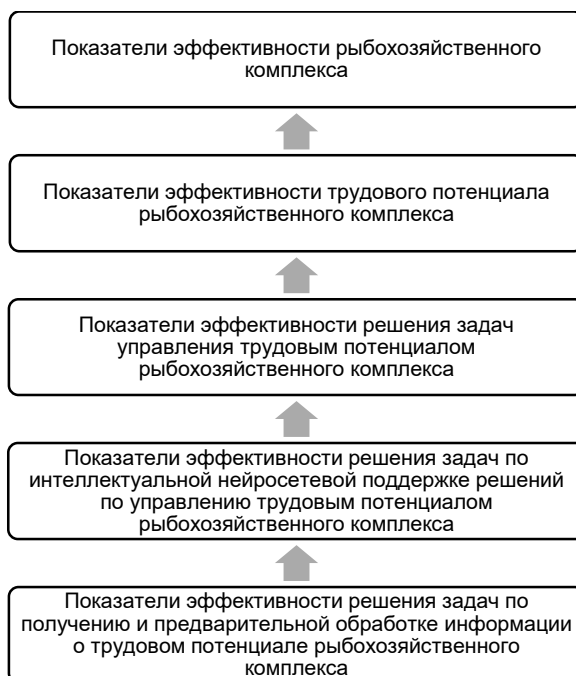 Показатели эффективности рыбохозяйственного
комплекса
Показатели эффективности трудового потенциала
рыбохозяйственного комплекса
Показатели эффективности решения задач
управления трудовым потенциалом
рыбохозяйственного комплекса
Показатели эффективности решения задач по
интеллектуальной нейросетевой поддержке решений
по управлению трудовым потенциалом
рыбохозяйственного комплекса
Показатели эффективности решения задач по
получению и предварительной обработке информации
о трудовом потенциале рыбохозяйственного
комплекса